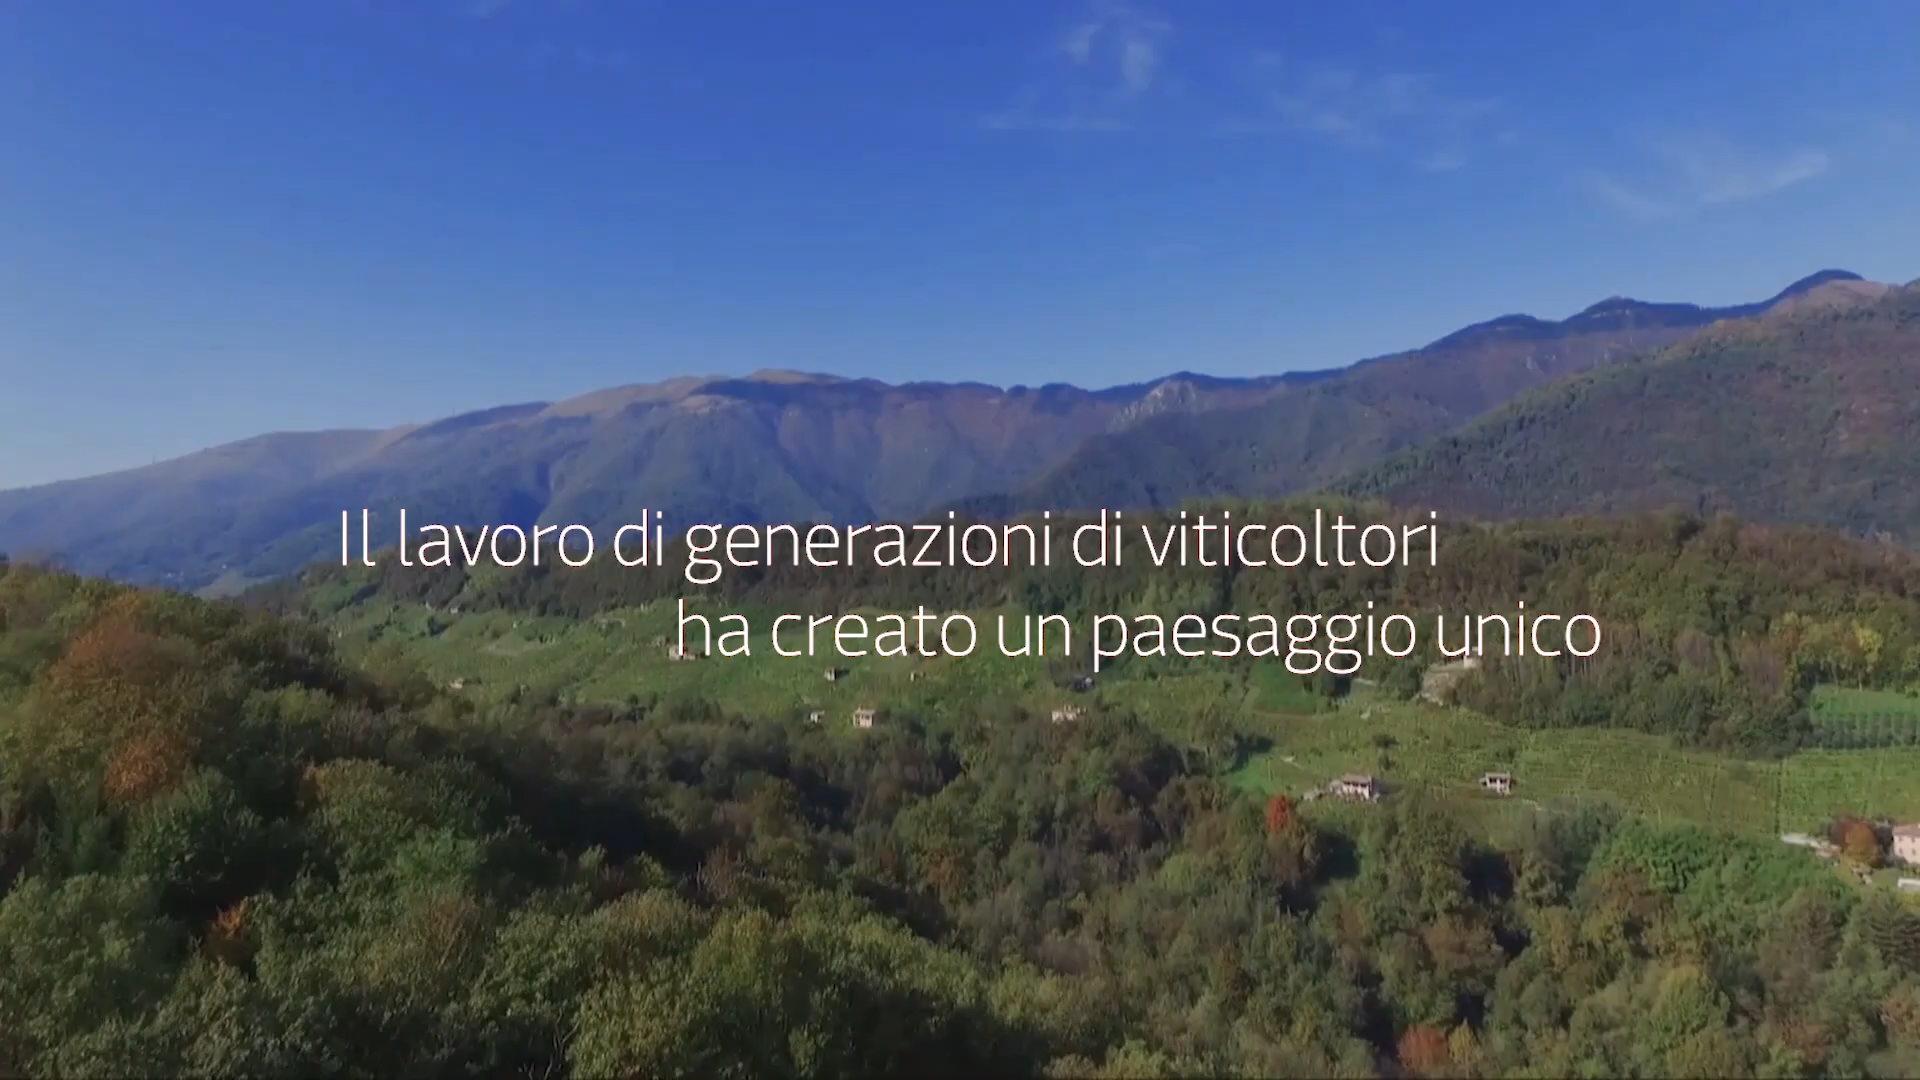 Il lavoro di generazioni di viticoltori
ha creato un paesaggio unico